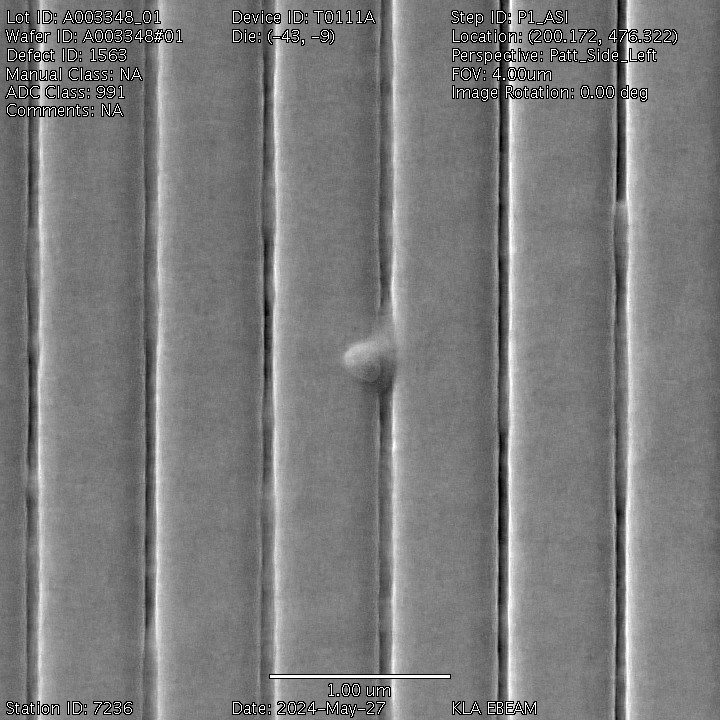 Lot ID: A003348_01
Wafer ID: A003348#01
Defect ID: 1563
Manual Class: NA
ADC Class: 991
Comments: NA
Device ID: T0111A
Die: (-43, -9)
Step ID: P1_ASI
Location: (200.172, 476.322)
Perspective: Patt_Side_Left
FOV: 4.00um
Image Rotation: 0.00 deg
1.00 um
Station ID: 7236
Date: 2024-May-27
KLA EBEAM